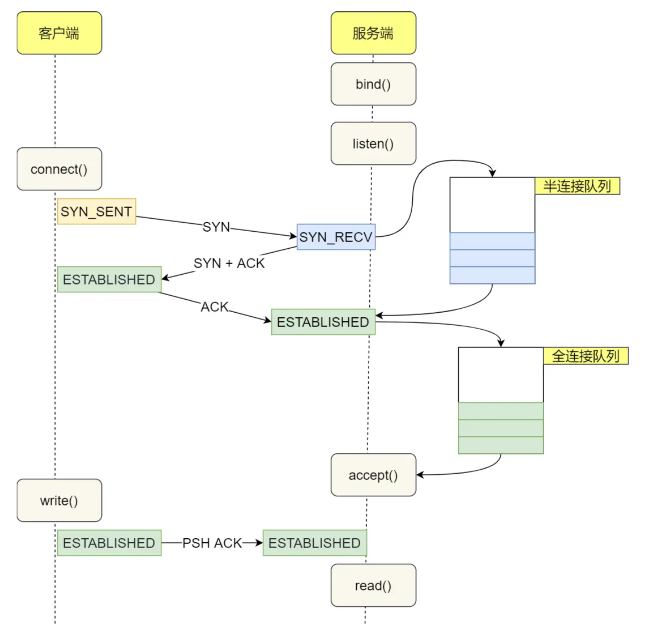 客户端
服务端
bind()
listen()
connect()
半连接队列
SYN_SENT
SYN
SYN_RECV
SYN + ACK
ESTABLISHED
ACK
ESTABLISHED
全连接队列
accept()
write()
ESTABLISHED
PSH ACK
ESTABLISHED
read()